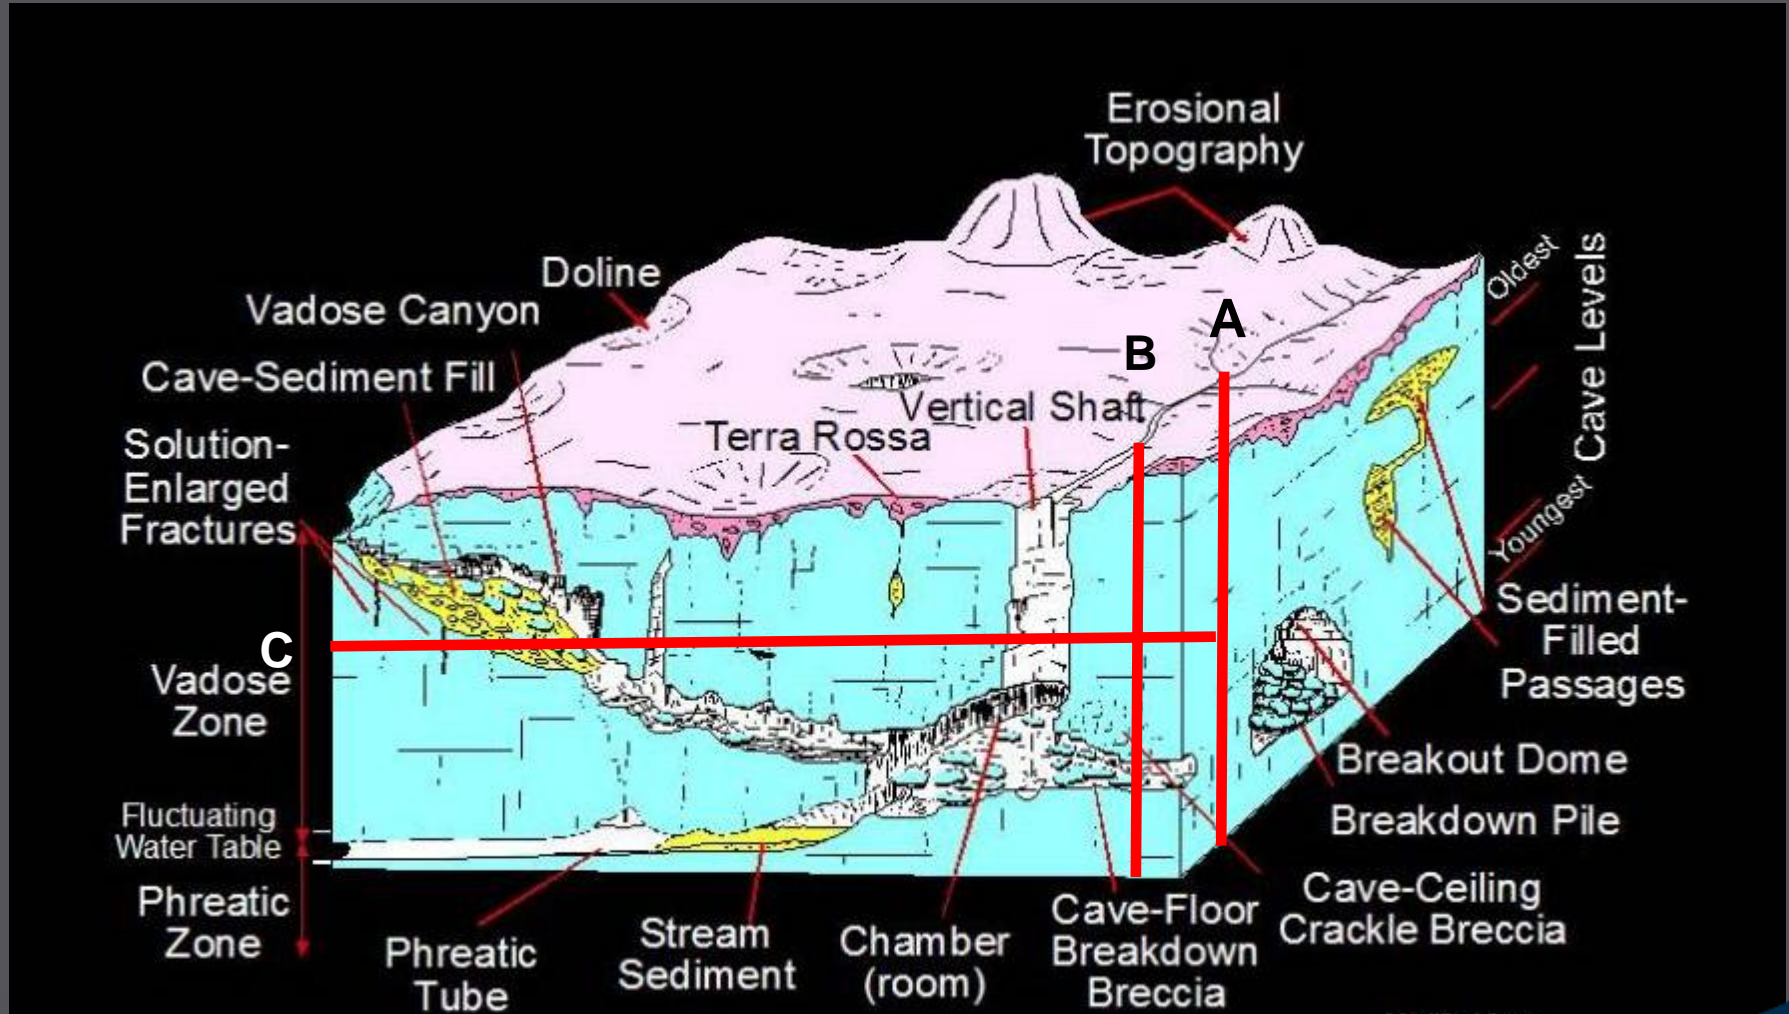 Erosional
Topography
Doline
Vadose Canyon
Cave-Sediment Fill
Solution-
Enlarged
Fractures
Terra Rossa
Vertical Shaft
B
A
C
Oldest
Youngest
Cave Levels
Vadose
Zone
Fluctuating
Water Table
Phreatic
Zone
Phreatic
Tube
Stream
Sediment
Chamber
(room)
Cave-Floor
Breakdown
Breccia
Cave-Ceiling
Crackle Breccia
Breakdown Pile
Breakout Dome
Sediment-
Filled
Passages